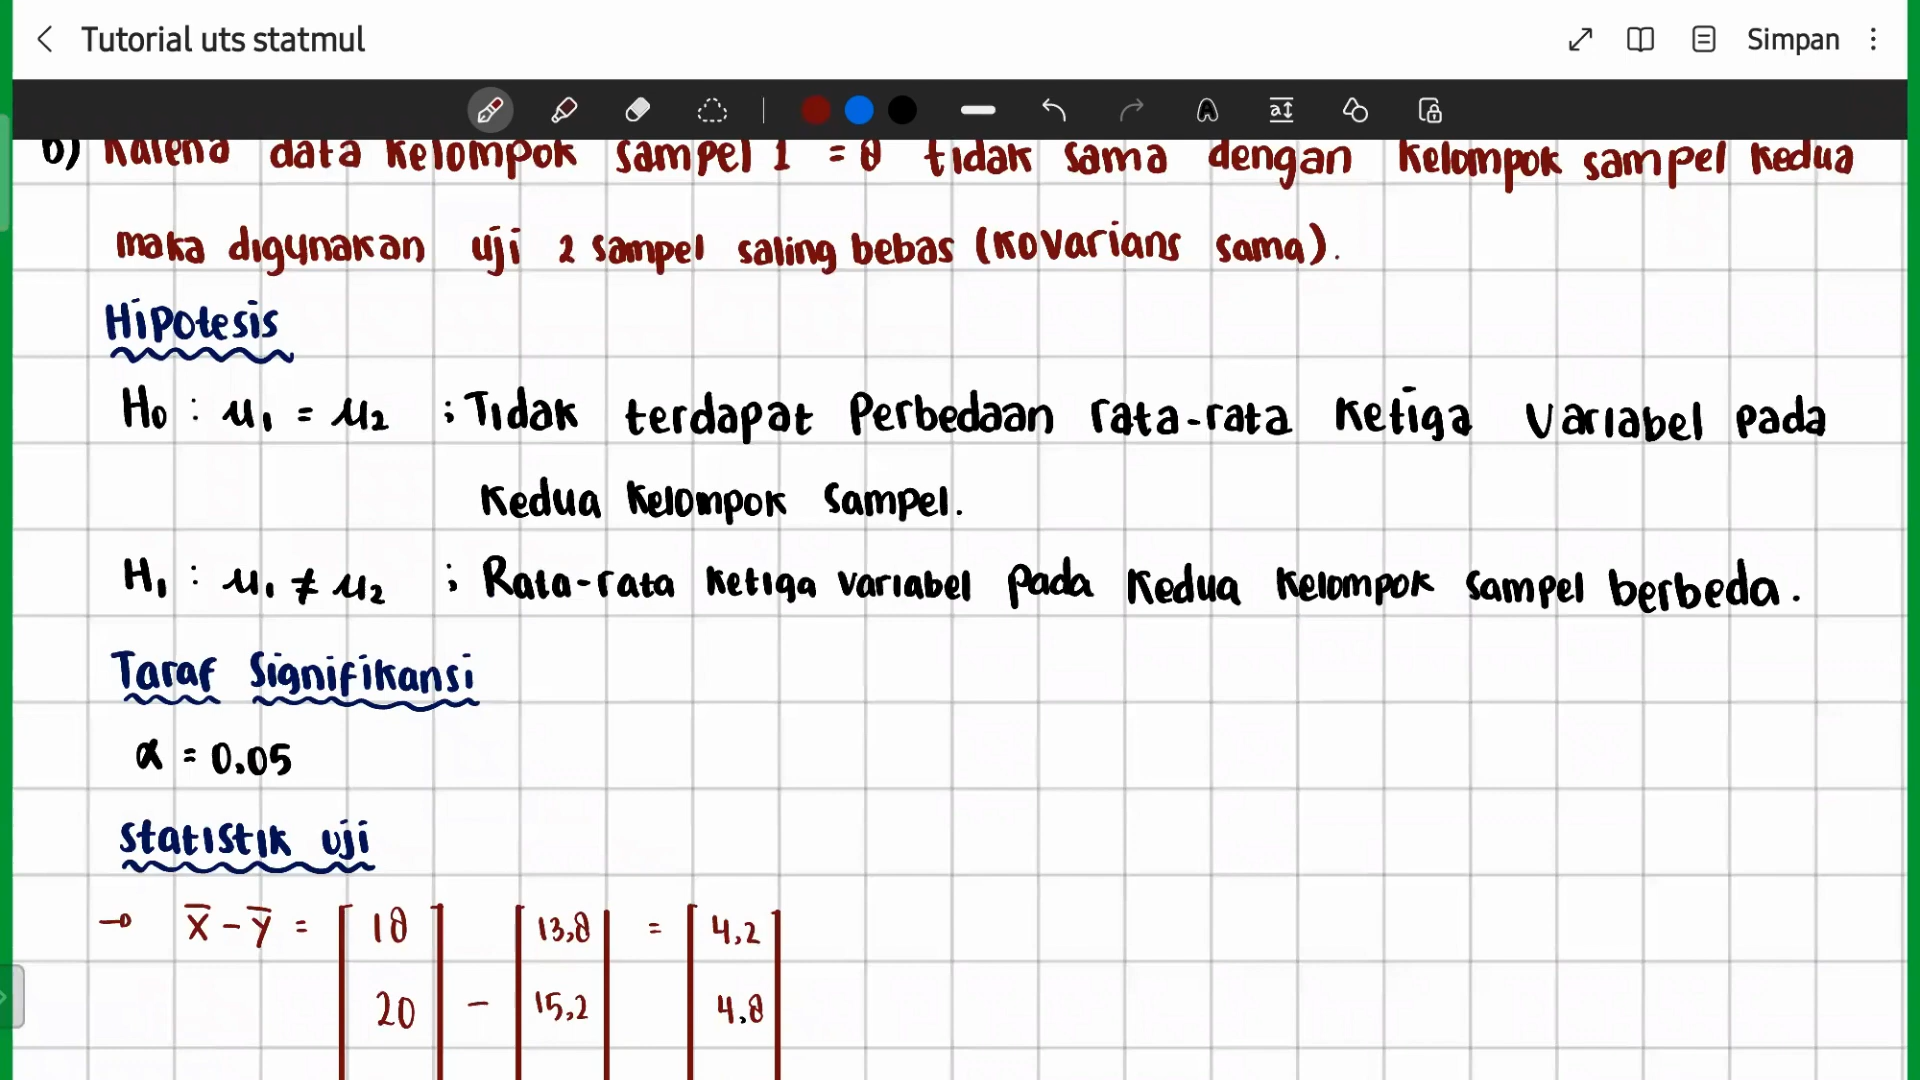 Tutorial uts statmul
Simpan
b) Karena data kelompok sampel 1 = 8 tidak sama dengan kelompok sampel kedua
maka digunakan uji 2 sampel saling bebas (kovarians sama).
Hipotesis
H₀ : μ₁ = μ₂ ; Tidak terdapat Perbedaan rata-rata ketiga variabel pada
kedua kelompok sampel.
H₁ : μ₁ ≠ μ₂ ; Rata-rata ketiga variabel pada kedua kelompok sampel berbeda.
Taraf Signifikansi
α = 0.05
Statistik uji
→ X̄ - Ȳ = [ 18 ] [ 13,8 ] = [ 4,2 ]
20 - 15,2 4,8